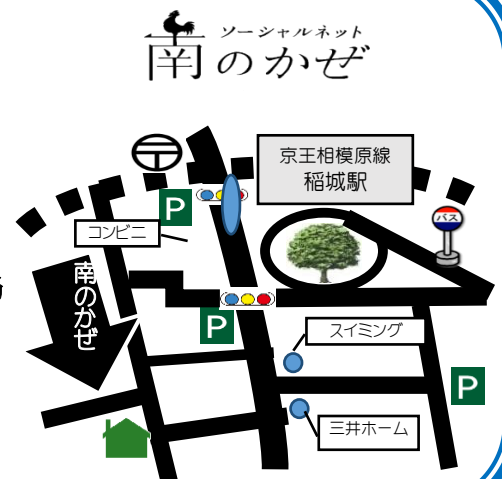 ソーシャルネット
南のかぜ
京王相模原線
稲城駅
P
バス
コンビニ
南のかぜ
P
スイミング
P
三井ホーム